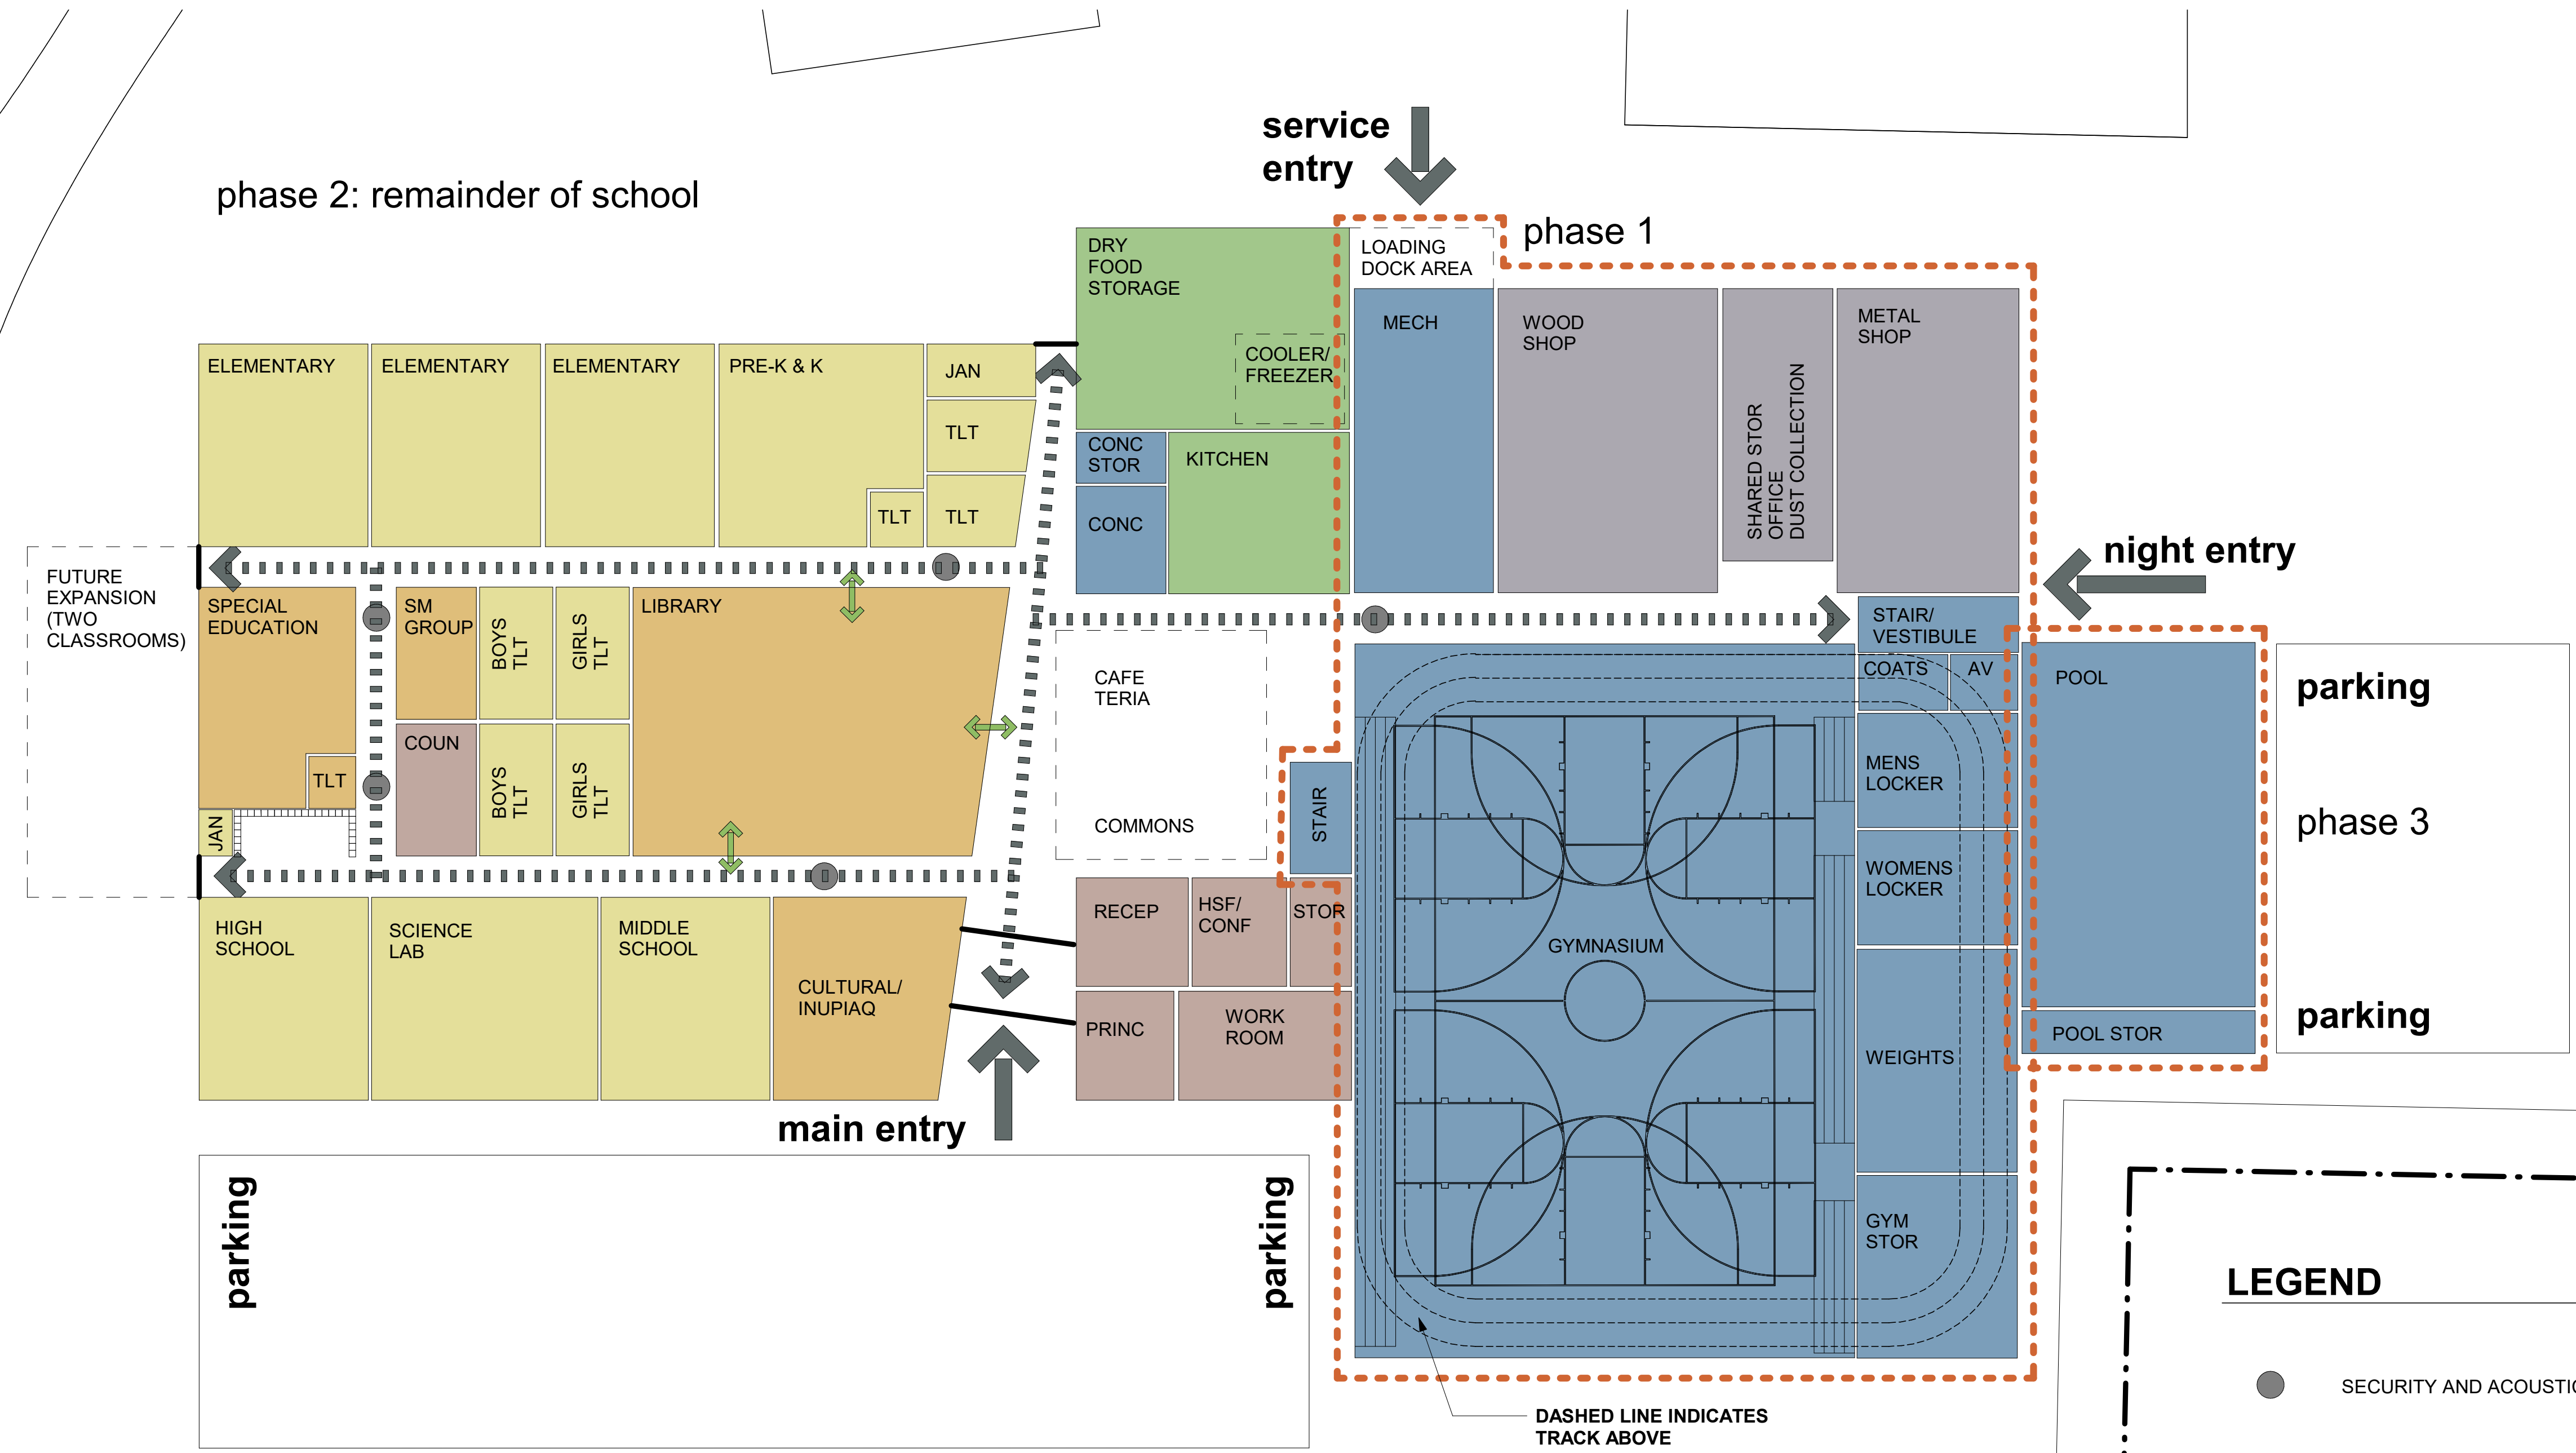 service
entry
phase 2: remainder of school
phase 1
DRY
FOOD
STORAGE
LOADING
DOCK AREA
MECH
WOOD
SHOP
METAL
SHOP
COOLER/
FREEZER
ELEMENTARY
ELEMENTARY
ELEMENTARY
PRE-K & K
JAN
TLT
TLT
TLT
CONC
STOR
KITCHEN
CONC
SHARED STOR
OFFICE
DUST COLLECTION
night entry
FUTURE
EXPANSION
(TWO
CLASSROOMS)
SPECIAL
EDUCATION
SM
GROUP
BOYS
TLT
GIRLS
TLT
LIBRARY
STAIR/
VESTIBULE
COATS
AV
POOL
parking
CAFE
TERIA
COUN
BOYS
TLT
GIRLS
TLT
TLT
JAN
COMMONS
STAIR
MENS
LOCKER
phase 3
WOMENS
LOCKER
HIGH
SCHOOL
SCIENCE
LAB
MIDDLE
SCHOOL
CULTURAL/
INUPIAQ
RECEP
HSF/
CONF
STOR
GYMNASIUM
PRINC
WORK
ROOM
WEIGHTS
POOL STOR
parking
main entry
parking
parking
GYM
STOR
LEGEND
SECURITY AND
DASHED LINE INDICATES
TRACK ABOVE